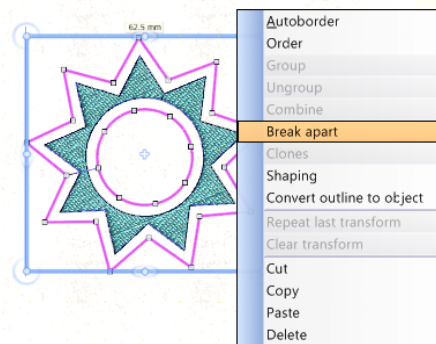 62.5 mm
Autoborder
Order
Group
Ungroup
Combine
Break apart
Clones
Shaping
Convert outline to object
Repeat last transform
Clear transform
Cut
Copy
Paste
Delete